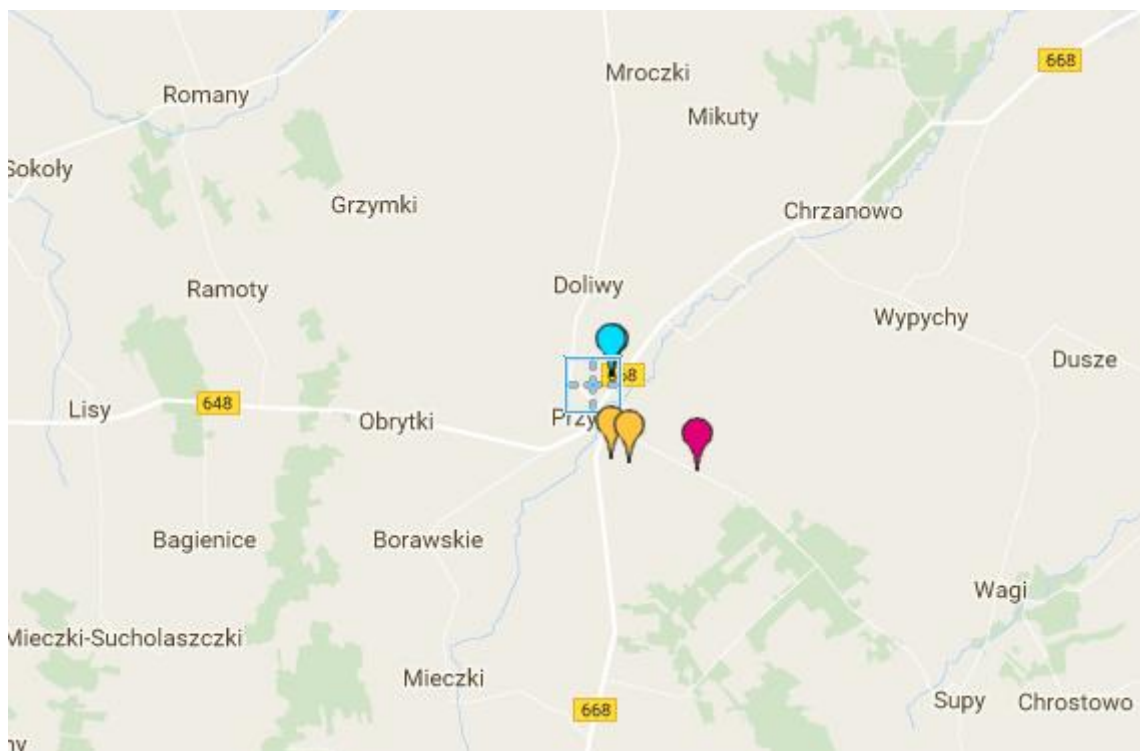 668
Mroczki
Romany
Mikuty
Sokoły
Grzymki
Chrzanowo
Doliwy
Ramoty
Wypychy
Dusze
648
Lisy
Obrytki
Bagienice
Borawskie
Wagi
Mieczki-Sucholaszczki
Mieczki
Supy
Chrostowo
668